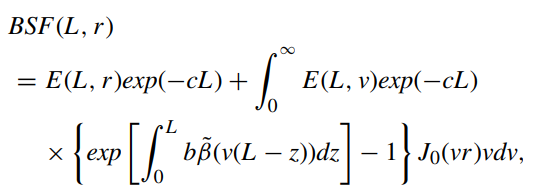 BSF(L, r)
= E(L, r)exp(−cL) + ∫₀^∞ E(L, v)exp(−cL)
× {exp [∫₀^L bβ̃(v(L − z))dz] − 1} J₀(vr)vdv,